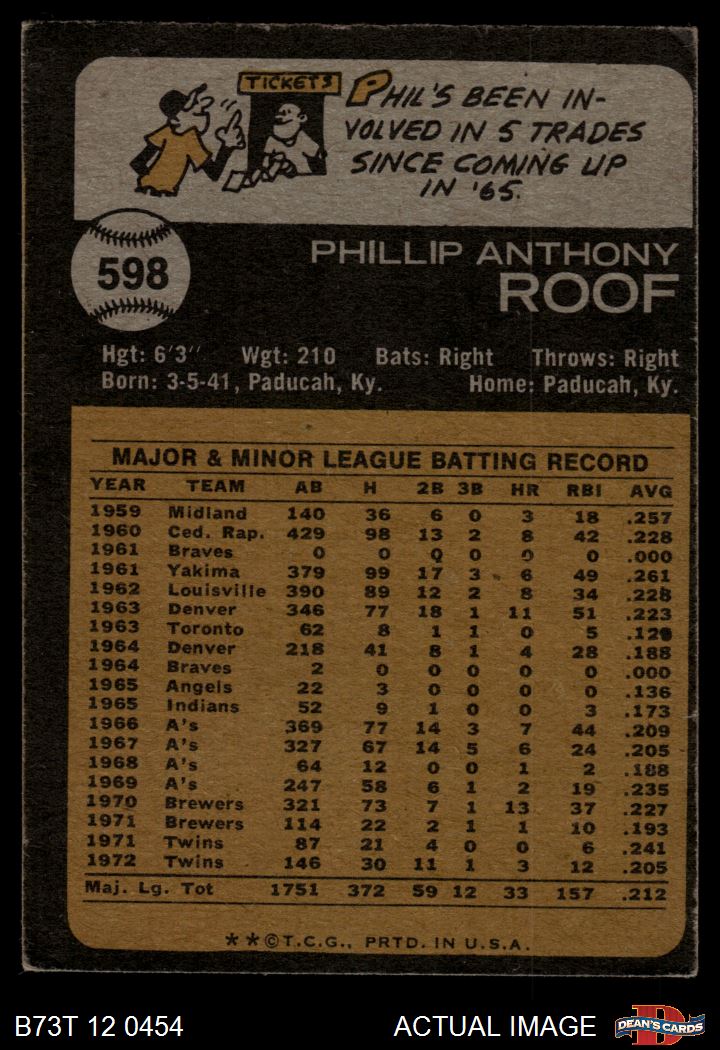 TICKETS
PHIL'S BEEN IN-
VOLVED IN 5 TRADES
SINCE COMING UP
IN '65.
598
PHILLIP ANTHONY
ROOF
Hgt: 6'3" Wgt: 210 Bats: Right Throws: Right
Born: 3-5-41, Paducah, Ky. Home: Paducah, Ky.
MAJOR & MINOR LEAGUE BATTING RECORD
YEAR TEAM AB H 2B 3B HR RBI AVG
1959 Midland 140 36 6 0 3 18 .257
1960 Ced. Rap. 429 98 13 2 8 42 .228
1961 Braves 0 0 0 0 0 0 .000
1961 Yakima 379 99 17 3 6 49 .261
1962 Louisville 390 89 12 2 8 34 .228
1963 Denver 346 77 18 1 11 51 .223
1963 Toronto 62 8 1 1 0 5 .129
1964 Denver 218 41 8 1 4 28 .188
1964 Braves 2 0 0 0 0 0 .000
1965 Angels 22 3 0 0 0 0 .136
1965 Indians 52 9 1 0 0 3 .173
1966 A's 369 77 14 3 7 44 .209
1967 A's 327 67 14 5 6 24 .205
1968 A's 64 12 0 0 1 2 .188
1969 A's 247 58 6 1 2 19 .235
1970 Brewers 321 73 7 1 13 37 .227
1971 Brewers 114 22 2 1 1 10 .193
1971 Twins 87 21 4 0 0 6 .241
1972 Twins 146 30 11 1 3 12 .205
Maj. Lg. Tot 1751 372 59 12 33 157 .212
**©T.C.G., PRTD. IN U.S.A.
B73T 12 0454 ACTUAL IMAGE DEAN'S CARDS